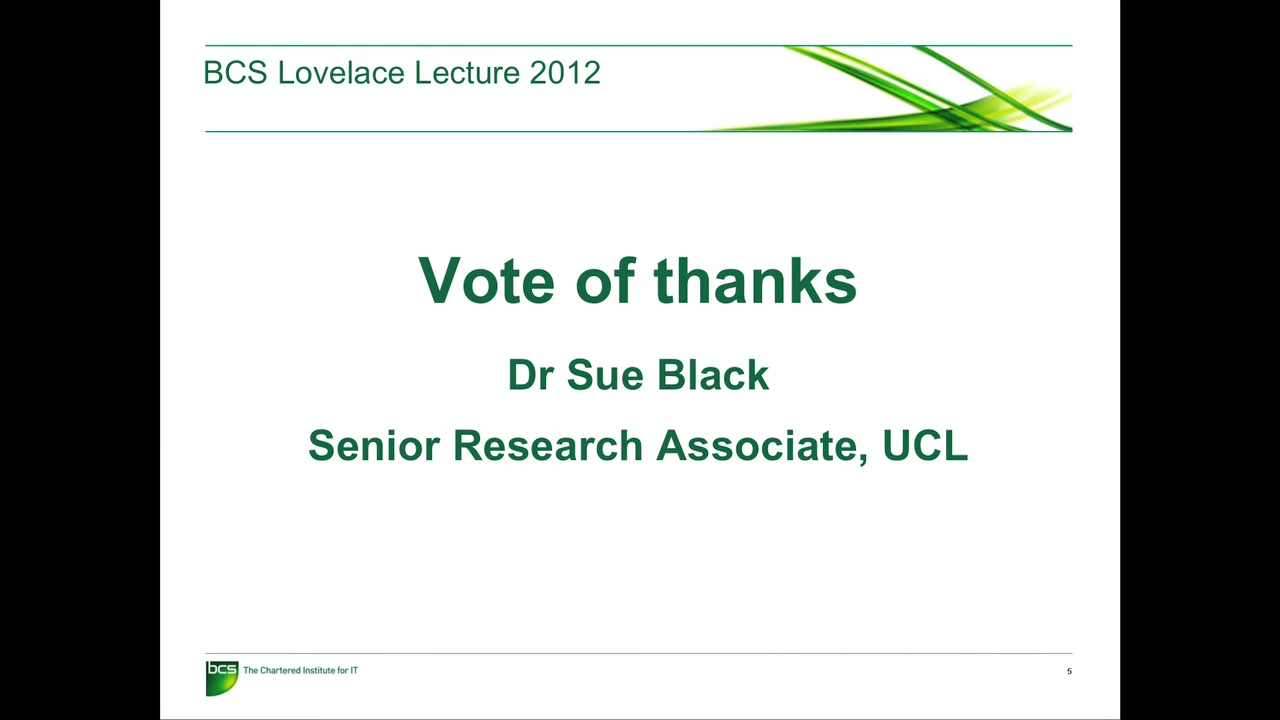 BCS Lovelace Lecture 2012
Vote of thanks
Dr Sue Black
Senior Research Associate, UCL
bcs The Chartered Institute for IT
5